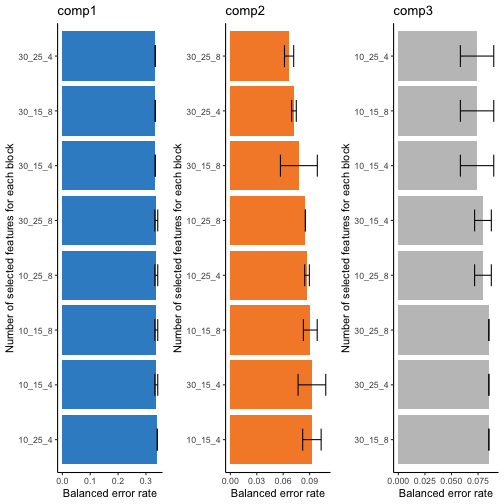 comp1
Number of selected features for each block
30_25_4
30_15_8
30_15_4
30_25_8
10_25_8
10_15_8
10_15_4
10_25_4
0.0 0.1 0.2 0.3
Balanced error rate
comp2
Number of selected features for each block
30_25_8
30_25_4
30_15_8
10_25_8
10_25_4
10_15_8
30_15_4
10_15_4
0.00 0.03 0.06 0.09
Balanced error rate
comp3
Number of selected features for each block
10_25_4
10_15_8
10_15_4
30_15_4
10_25_8
30_25_8
30_25_4
30_15_8
0.000 0.025 0.050 0.075
Balanced error rate